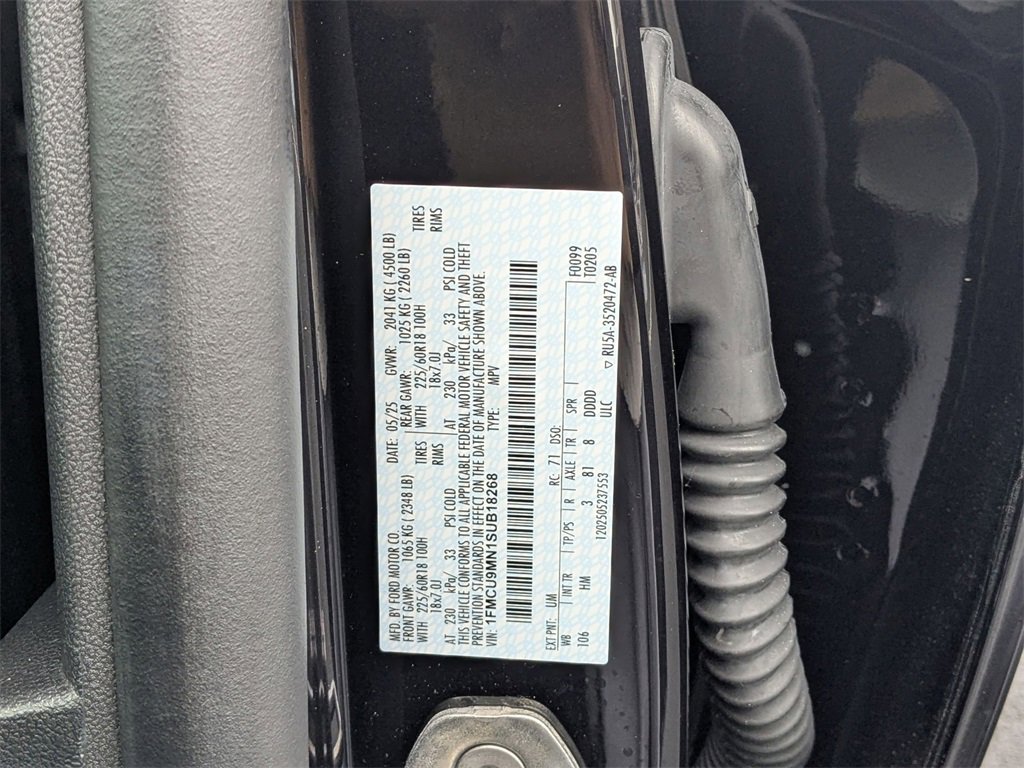 MFD. BY FORD MOTOR CO. DATE: 05/25 GVWR: 2041 KG ( 4500 LB)
FRONT GAWR: 1065 KG ( 2348 LB) REAR GAWR: 1025 KG ( 2260 LB)
WITH 225/60R18 100H TIRES WITH 225/60R18 100H TIRES
18x7.0J RIMS 18x7.0J RIMS
AT 230 kPa/ 33 PSI COLD AT 230 kPa/ 33 PSI COLD
THIS VEHICLE CONFORMS TO ALL APPLICABLE FEDERAL MOTOR VEHICLE SAFETY AND THEFT
PREVENTION STANDARDS IN EFFECT ON THE DATE OF MANUFACTURE SHOWN ABOVE.
VIN: 1FMCU9MN1SUB18268 TYPE: MPV
EXT PNT: UM RC: 71 DSO: F0099
WB INT TR TP/PS R AXLE TR SPR T0205
106 HM 3 81 8 DDDD
ULC
1202505237553 ▽ RU5A-3520472-AB